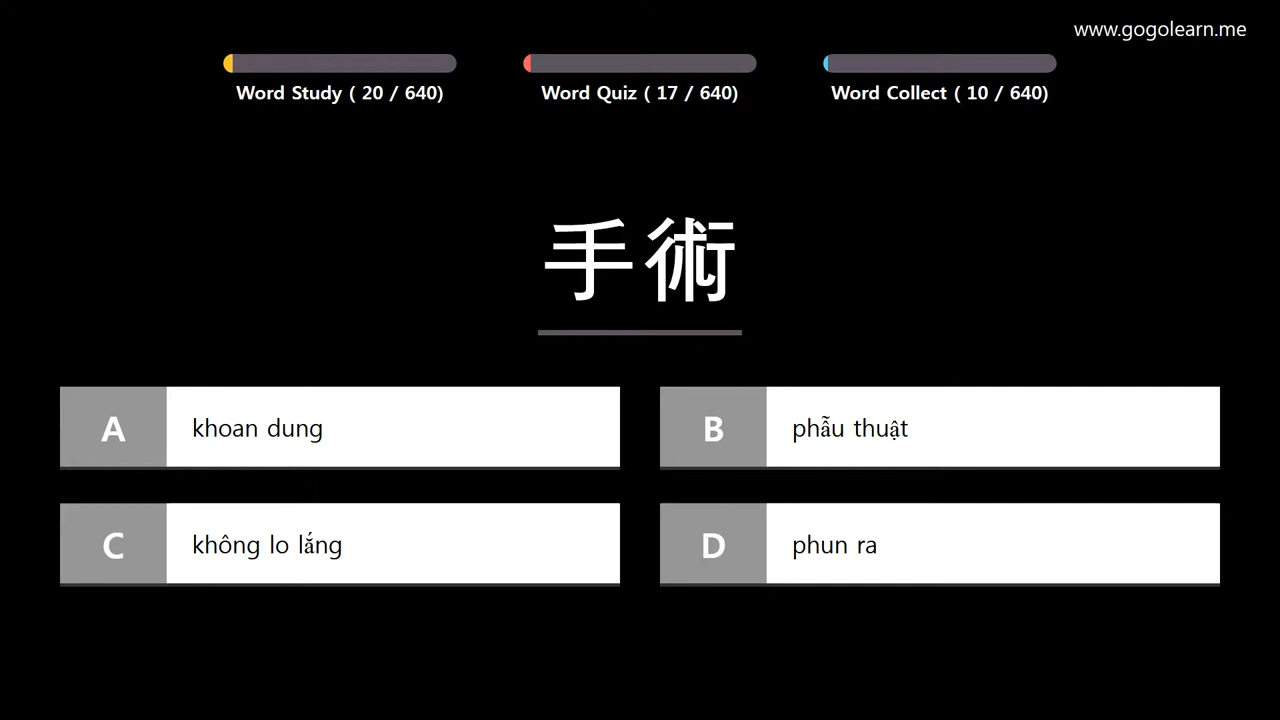 www.gogolearn.me
Word Study ( 20 / 640)
Word Quiz ( 17 / 640)
Word Collect ( 10 / 640)
手術
A khoan dung
B phẫu thuật
C không lo lắng
D phun ra